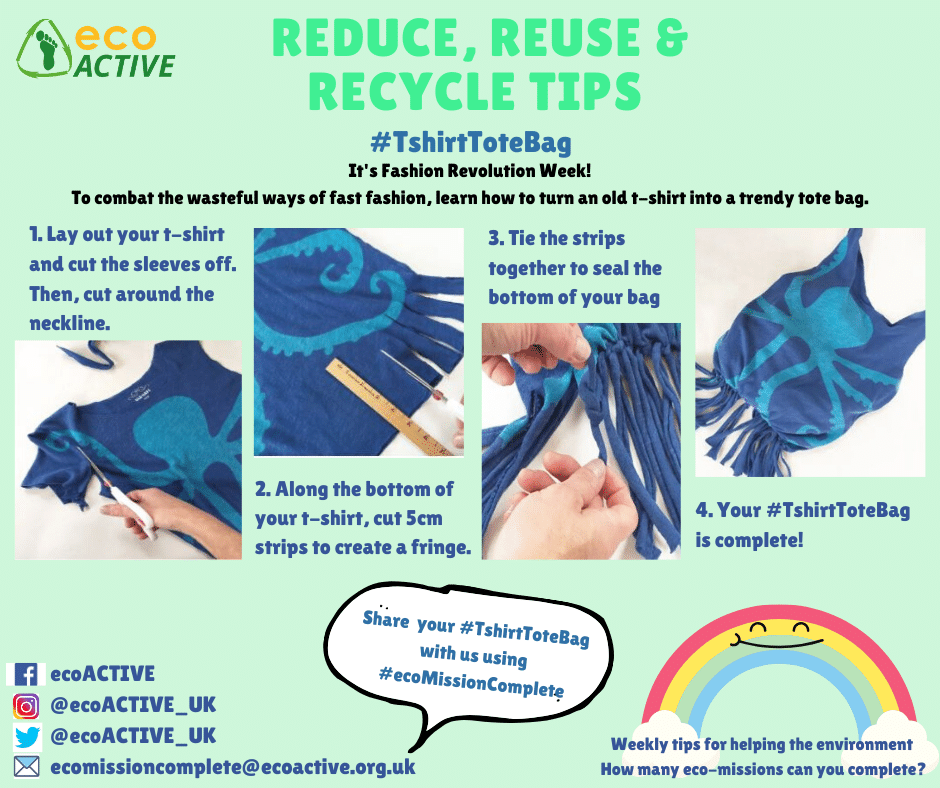 eco
ACTIVE
REDUCE, REUSE &
RECYCLE TIPS
#TshirtToteBag
It's Fashion Revolution Week!
To combat the wasteful ways of fast fashion, learn how to turn an old t-shirt into a trendy tote bag.
1. Lay out your t-shirt
and cut the sleeves off.
Then, cut around the
neckline.
2. Along the bottom of
your t-shirt, cut 5cm
strips to create a fringe.
3. Tie the strips
together to seal the
bottom of your bag
4. Your #TshirtToteBag
is complete!
Share your #TshirtToteBag
with us using
#ecoMissionComplete
ecoACTIVE
@ecoACTIVE_UK
@ecoACTIVE_UK
ecomissioncomplete@ecoactive.org.uk
Weekly tips for helping the environment
How many eco-missions can you complete?